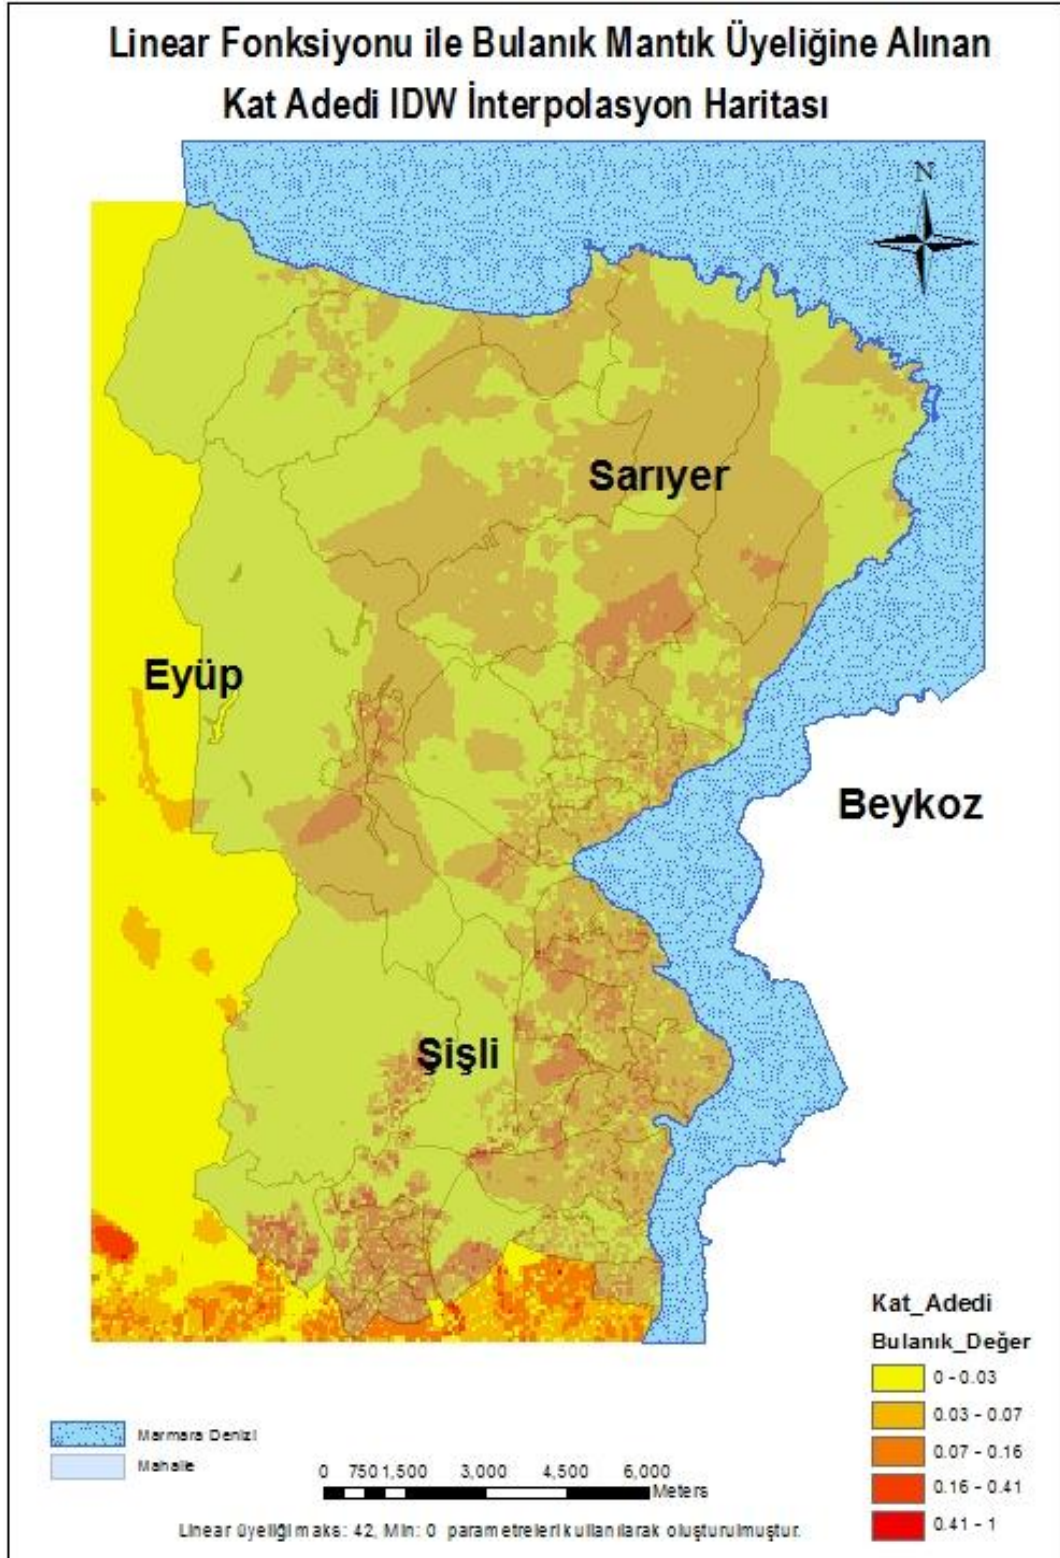 Linear Fonksiyonu ile Bulanık Mantık Üyeliğine Alınan
Kat Adedi IDW İnterpolasyon Haritası
N
Sarıyer
Eyüp
Beykoz
Şişli
Kat_Adedi
Bulanık_Değer
0 - 0.03
0.03 - 0.07
0.07 - 0.16
0.16 - 0.41
0.41 - 1
Marmara Denizi
Mahalle
0 750 1,500 3,000 4,500 6,000
Meters
Linear üyeliği maks: 42, Min: 0 parametreleri kullanılarak oluşturulmuştur.